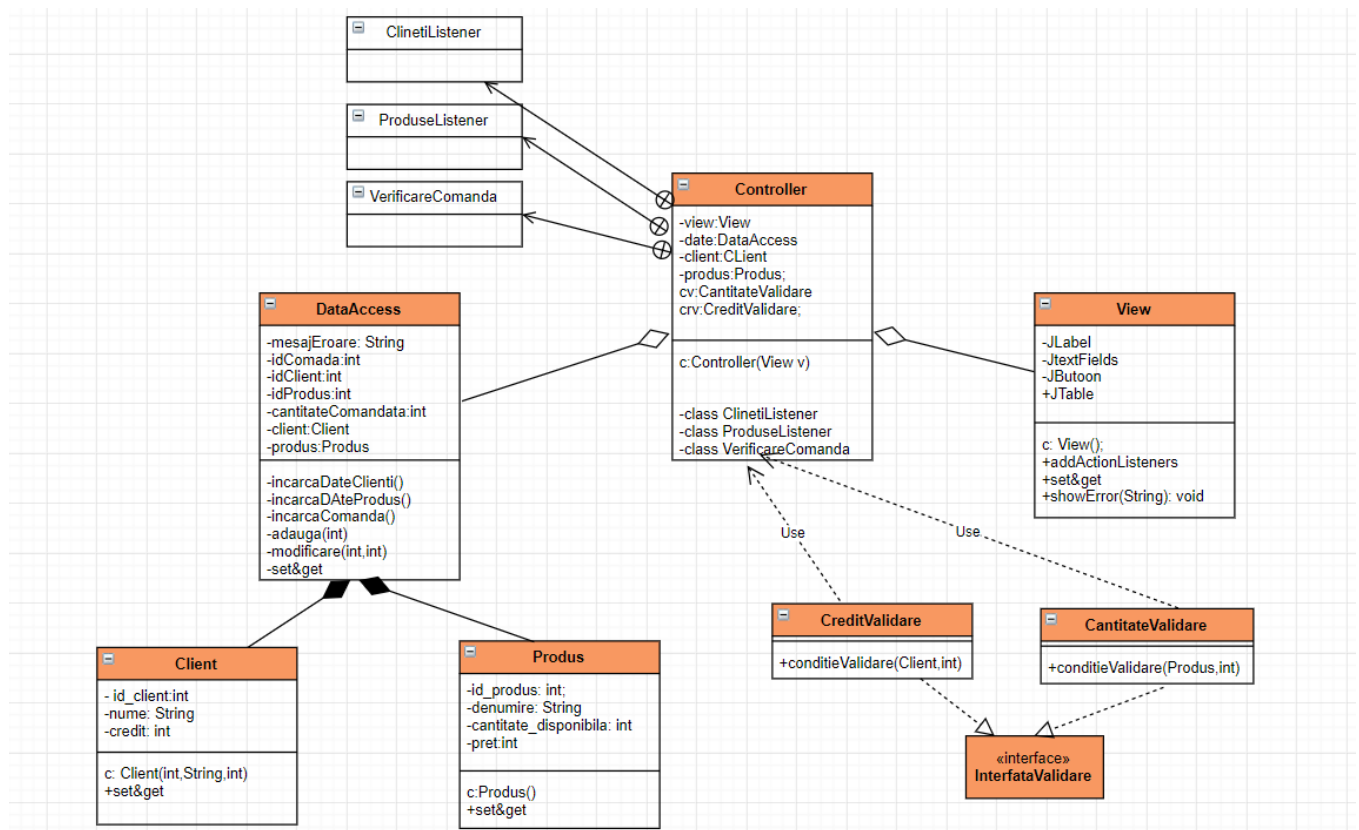 ClinetiListener
ProduseListener
VerificareComanda
Controller
-view:View
-date:DataAccess
-client:CLient
-produs:Produs;
cv:CantitateValidare
crv:CreditValidare;
c:Controller(View v)
-class ClinetiListener
-class ProduseListener
-class VerificareComanda
DataAccess
-mesajEroare: String
-idComada:int
-idClient:int
-idProdus:int
-cantitateComandata:int
-client:Client
-produs:Produs
-incarcaDateClienti()
-incarcaDAteProdus()
-incarcaComanda()
-adauga(int)
-modificare(int,int)
-set&get
View
-JLabel
-JtextFields
-JButoon
+JTable
c: View();
+addActionListeners
+set&get
+showError(String): void
Use
Use
CreditValidare
+conditieValidare(Client,int)
CantitateValidare
+conditieValidare(Produs,int)
Client
- id_client:int
-nume: String
-credit: int
c: Client(int,String,int)
+set&get
Produs
-id_produs: int;
-denumire: String
-cantitate_disponibila: int
-pret:int
c:Produs()
+set&get
«interface»
InterfataValidare